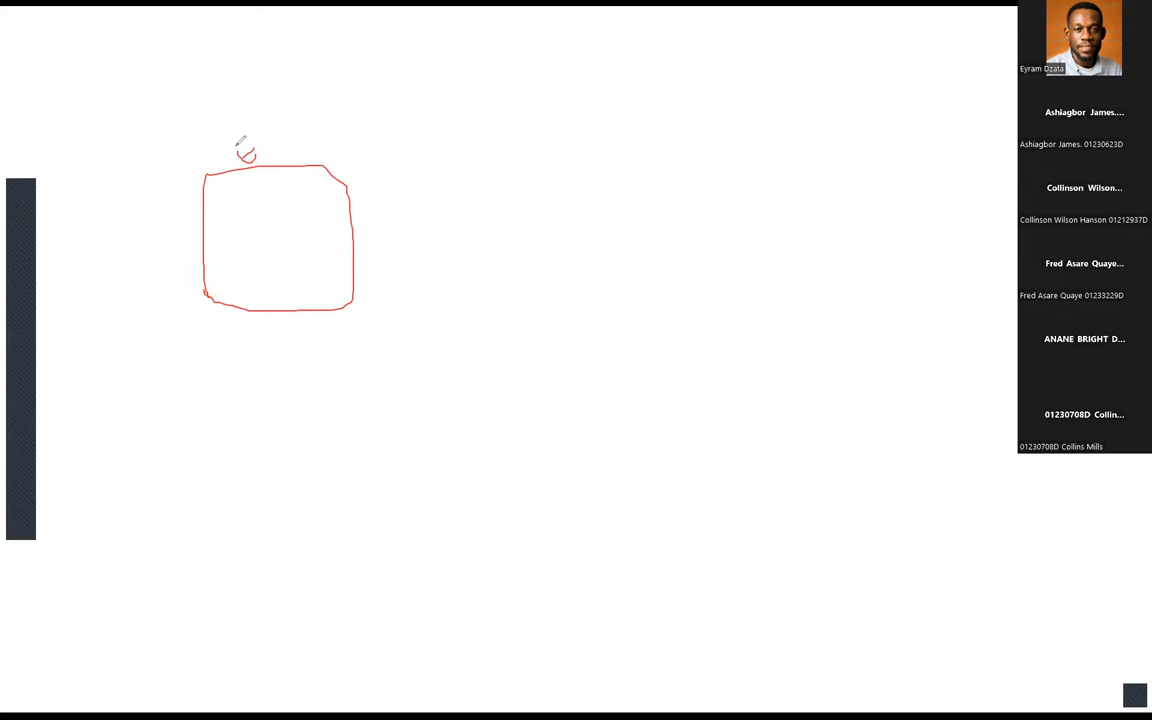 Eyram Dzata
Ashiagbor James....
Ashiagbor James. 01230623D
Collinson Wilson...
Collinson Wilson Hanson 01212937D
Fred Asare Quaye...
Fred Asare Quaye 01233229D
ANANE BRIGHT D...
01230708D Collin...
01230708D Collins Mills